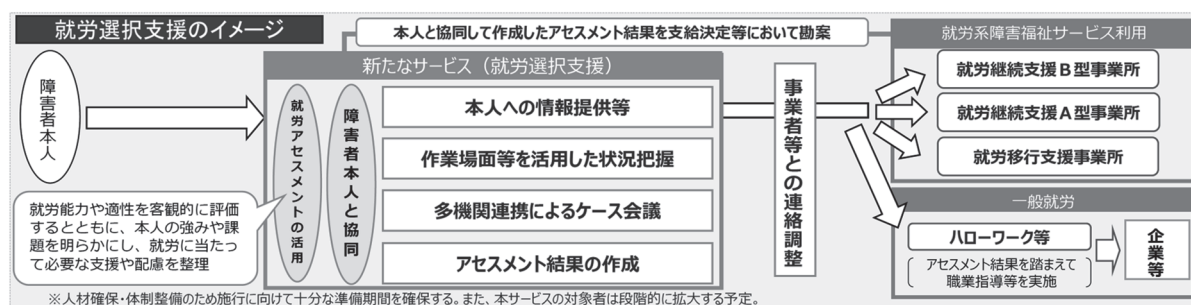 就労選択支援のイメージ
本人と協同して作成したアセスメント結果を支給決定等において勘案
障害者本人
新たなサービス（就労選択支援）
就労アセスメントの活用
障害者本人と協同
本人への情報提供等
作業場面等を活用した状況把握
多機関連携によるケース会議
アセスメント結果の作成
就労能力や適性を客観的に評価
するとともに、本人の強みや課
題を明らかにし、就労に当たっ
て必要な支援や配慮を整理
事業者等との連絡調整
就労系障害福祉サービス利用
就労継続支援B型事業所
就労継続支援A型事業所
就労移行支援事業所
一般就労
ハローワーク等
アセスメント結果を踏まえて
職業指導等を実施
企業等
※人材確保・体制整備のため施行に向けて十分な準備期間を確保する。また、本サービスの対象者は段階的に拡大する予定。